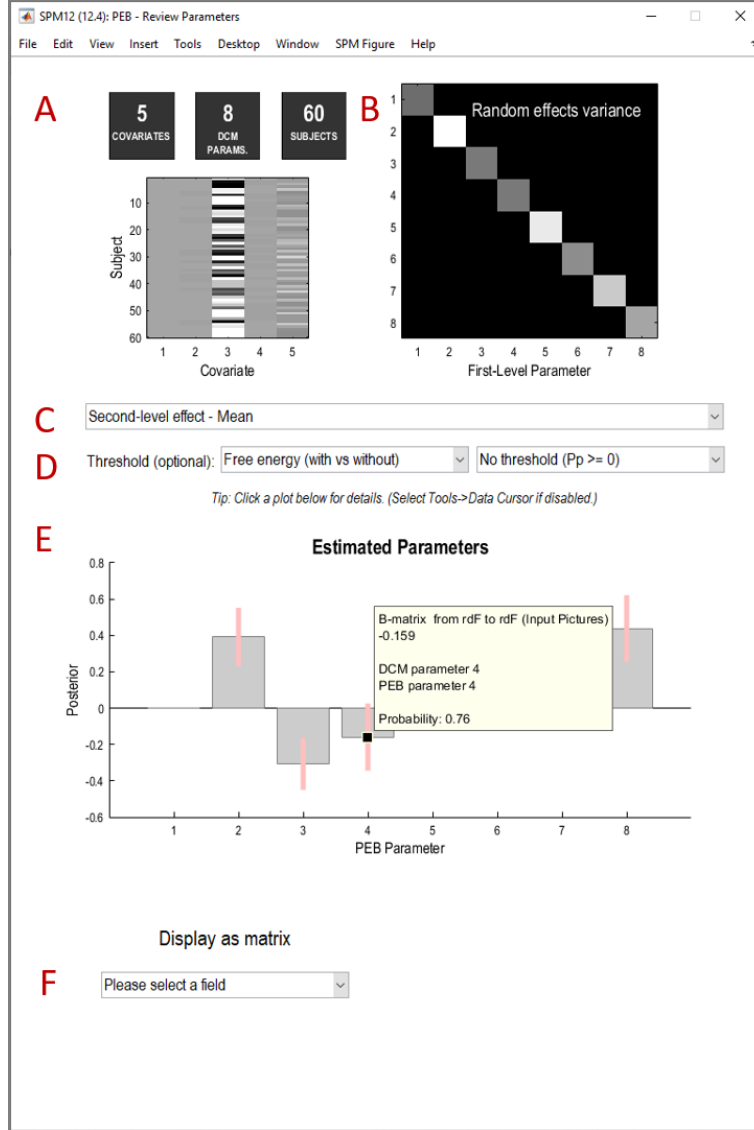 SPM12 (12.4): PEB - Review Parameters
File Edit View Insert Tools Desktop Window SPM Figure Help
A
5
COVARIATES
8
DCM
PARAMS.
60
SUBJECTS
B
Random effects variance
1
2
3
4
5
6
7
8
1 2 3 4 5 6 7 8
First-Level Parameter
10
20
30
40
50
60
Subject
1 2 3 4 5
Covariate
C
Second-level effect - Mean
D
Threshold (optional): Free energy (with vs without) No threshold (Pp >= 0)
Tip: Click a plot below for details. (Select Tools->Data Cursor if disabled.)
E
Estimated Parameters
0.8
0.6
0.4
0.2
0
-0.2
-0.4
-0.6
Posterior
B-matrix from rdF to rdF (Input Pictures)
-0.159
DCM parameter 4
PEB parameter 4
Probability: 0.76
1 2 3 4 5 6 7 8
PEB Parameter
Display as matrix
F
Please select a field